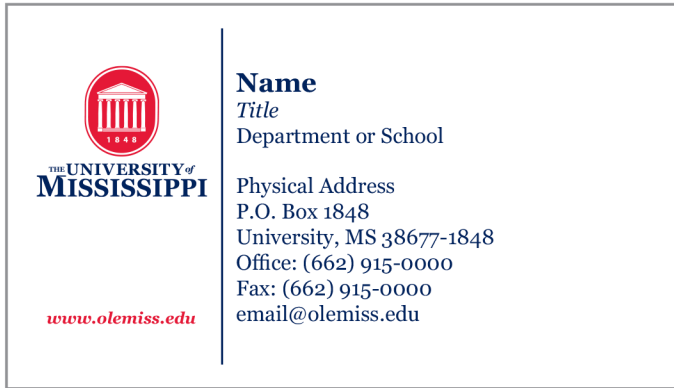 1848
THE UNIVERSITY of
MISSISSIPPI
www.olemiss.edu
Name
Title
Department or School
Physical Address
P.O. Box 1848
University, MS 38677-1848
Office: (662) 915-0000
Fax: (662) 915-0000
email@olemiss.edu